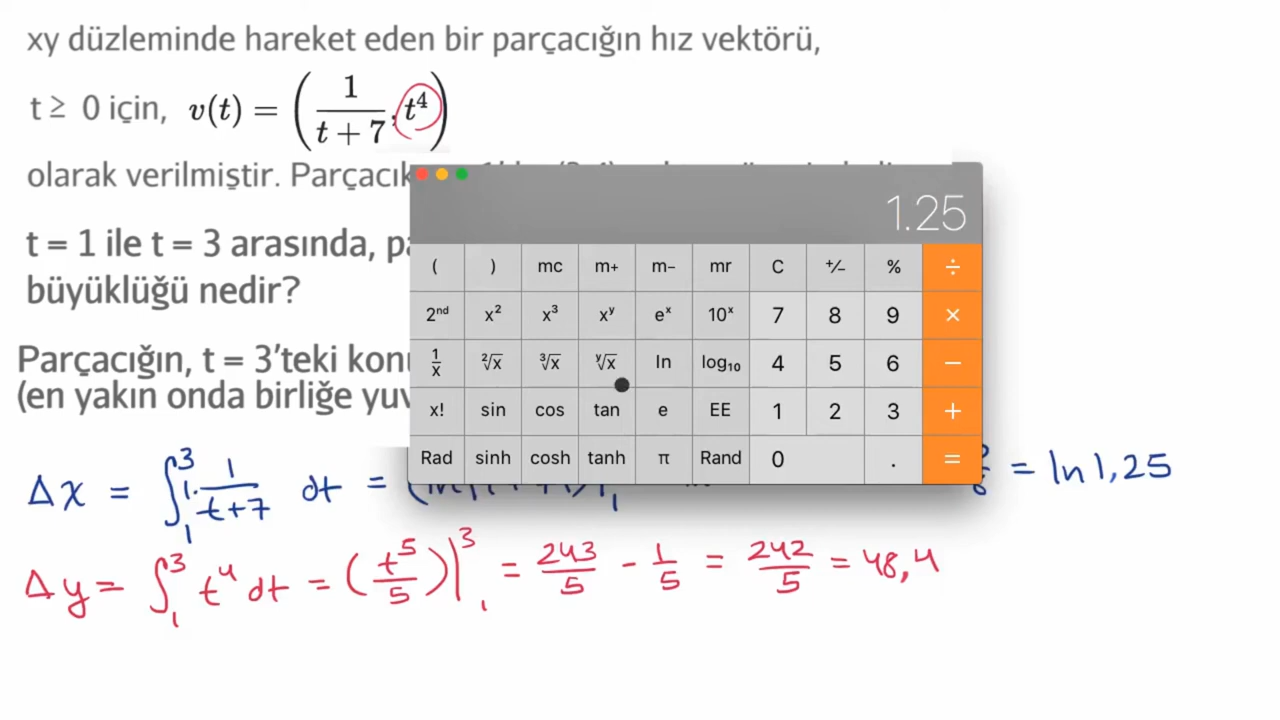 xy düzleminde hareket eden bir parçacığın hız vektörü,
t ≥ 0 için, v(t) = (1/(t + 7), t⁴)
olarak verilmiştir. Parçacık
t = 1 ile t = 3 arasında,
büyüklüğü nedir?
Parçacığın, t = 3'teki
(en yakın onda birliğe
1.25
( ) mc m+ m− mr C ⁺/₋ % ÷
2ⁿᵈ x² x³ xʸ eˣ 10ˣ 7 8 9 ×
1/x ²√x ³√x ʸ√x ln log₁₀ 4 5 6 −
x! sin cos tan e EE 1 2 3 +
Rad sinh cosh tanh π Rand 0 . =
Δx = ∫₁³ 1·1/(t+7) dt = = ln 1,25
Δy = ∫₁³ t⁴ dt = (t⁵/5)|₁³ = 243/5 − 1/5 = 242/5 = 48,4